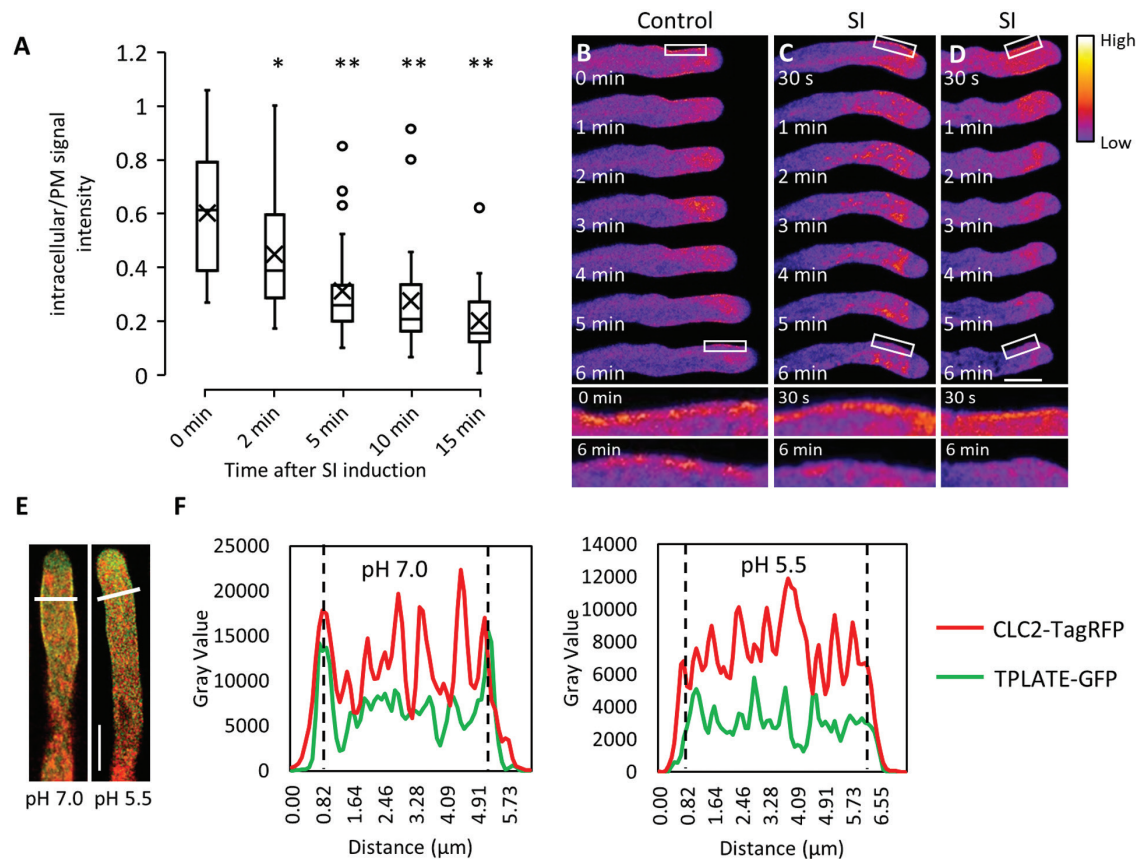 A
intracellular/PM signal
intensity
1.2
1
0.8
0.6
0.4
0.2
0
*
**
**
**
0 min
2 min
5 min
10 min
15 min
Time after SI induction
Control
SI
SI
B
0 min
1 min
2 min
3 min
4 min
5 min
6 min
0 min
6 min
C
30 s
1 min
2 min
3 min
4 min
5 min
6 min
30 s
6 min
D
30 s
1 min
2 min
3 min
4 min
5 min
6 min
30 s
6 min
High
Low
E
pH 7.0
pH 5.5
F
Gray Value
25000
20000
15000
10000
5000
0
pH 7.0
0.00
0.82
1.64
2.46
3.28
4.09
4.91
5.73
Distance (µm)
Gray Value
14000
12000
10000
8000
6000
4000
2000
0
pH 5.5
0.00
0.82
1.64
2.46
3.28
4.09
4.91
5.73
6.55
Distance (µm)
CLC2-TagRFP
TPLATE-GFP